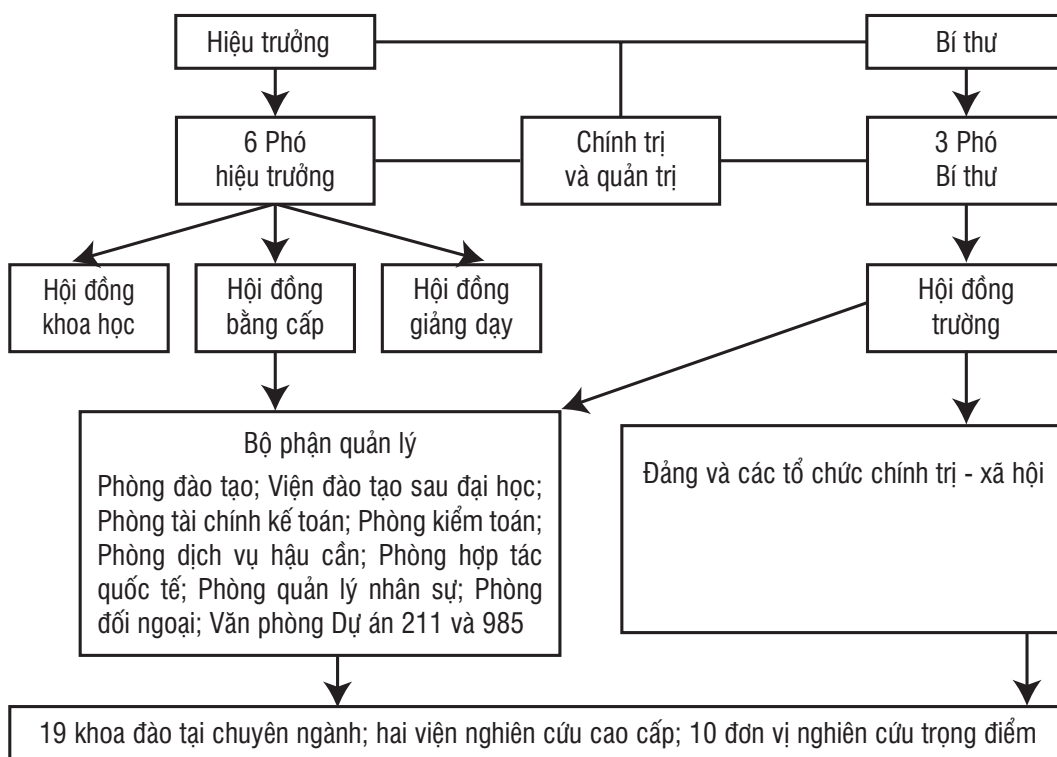 Hiệu trưởng
Bí thư
6 Phó
hiệu trưởng
Chính trị
và quản trị
3 Phó
Bí thư
Hội đồng
khoa học
Hội đồng
bằng cấp
Hội đồng
giảng dạy
Hội đồng
trường
Bộ phận quản lý
Phòng đào tạo; Viện đào tạo sau đại học;
Phòng tài chính kế toán; Phòng kiểm toán;
Phòng dịch vụ hậu cần; Phòng hợp tác
quốc tế; Phòng quản lý nhân sự; Phòng
đối ngoại; Văn phòng Dự án 211 và 985
Đảng và các tổ chức chính trị - xã hội
19 khoa đào tại chuyên ngành; hai viện nghiên cứu cao cấp; 10 đơn vị nghiên cứu trọng điểm